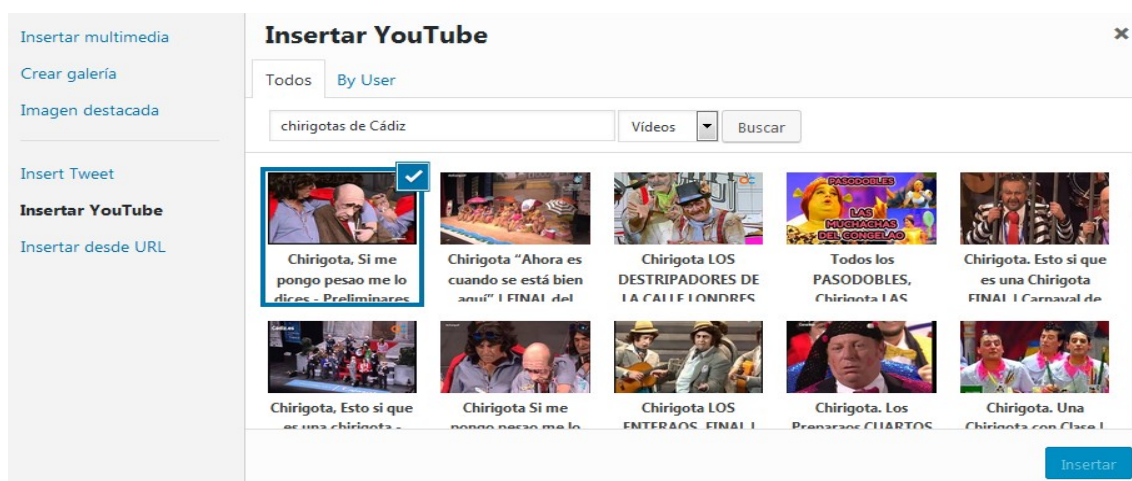 Insertar multimedia
Crear galería
Imagen destacada
Insert Tweet
Insertar YouTube
Insertar desde URL
Insertar YouTube
Todos
By User
chirigotas de Cádiz
Vídeos
Buscar
Chirigota, Si me
pongo pesao me lo
dices - Preliminares
Chirigota “Ahora es
cuando se está bien
aquí” | FINAL del
Chirigota LOS
DESTRIPADORES DE
LA CALLE LONDRES
PASODOBLES
LAS
MUCHACHAS
DEL CONGELAO
Todos los
PASODOBLES,
Chirigota LAS
Chirigota. Esto si que
es una Chirigota
FINAL | Carnaval de
Chirigota, Esto si que
es una chirigota -
Chirigota Si me
pongo pesao me lo
Chirigota LOS
ENTERAOS. FINAL |
Chirigota. Los
Preparaos CUARTOS
Chirigota. Una
Chirigota con Clase |
Insertar